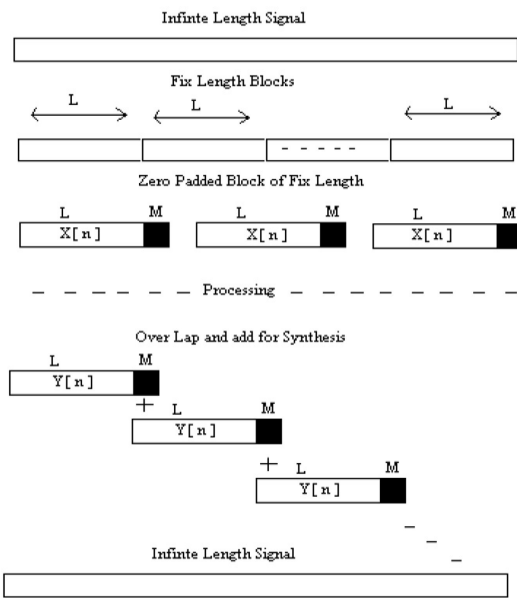 Infinte Length Signal
Fix Length Blocks
L L L
Zero Padded Block of Fix Length
L M L M L M
X[n] X[n] X[n]
Processing
Over Lap and add for Synthesis
L M
Y[n]
+ L M
Y[n]
+ L M
Y[n]
Infinte Length Signal